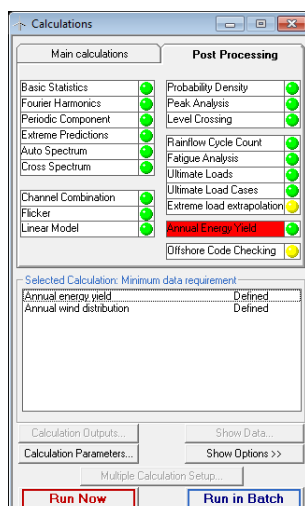 Calculations
Main calculations
Post Processing
Basic Statistics
Fourier Harmonics
Periodic Component
Extreme Predictions
Auto Spectrum
Cross Spectrum
Channel Combination
Flicker
Linear Model
Probability Density
Peak Analysis
Level Crossing
Rainflow Cycle Count
Fatigue Analysis
Ultimate Loads
Ultimate Load Cases
Extreme load extrapolation
Annual Energy Yield
Offshore Code Checking
Selected Calculation: Minimum data requirement
Annual energy yield Defined
Annual wind distribution Defined
Calculation Outputs...
Show Data...
Calculation Parameters...
Show Options >>
Multiple Calculation Setup...
Run Now
Run in Batch